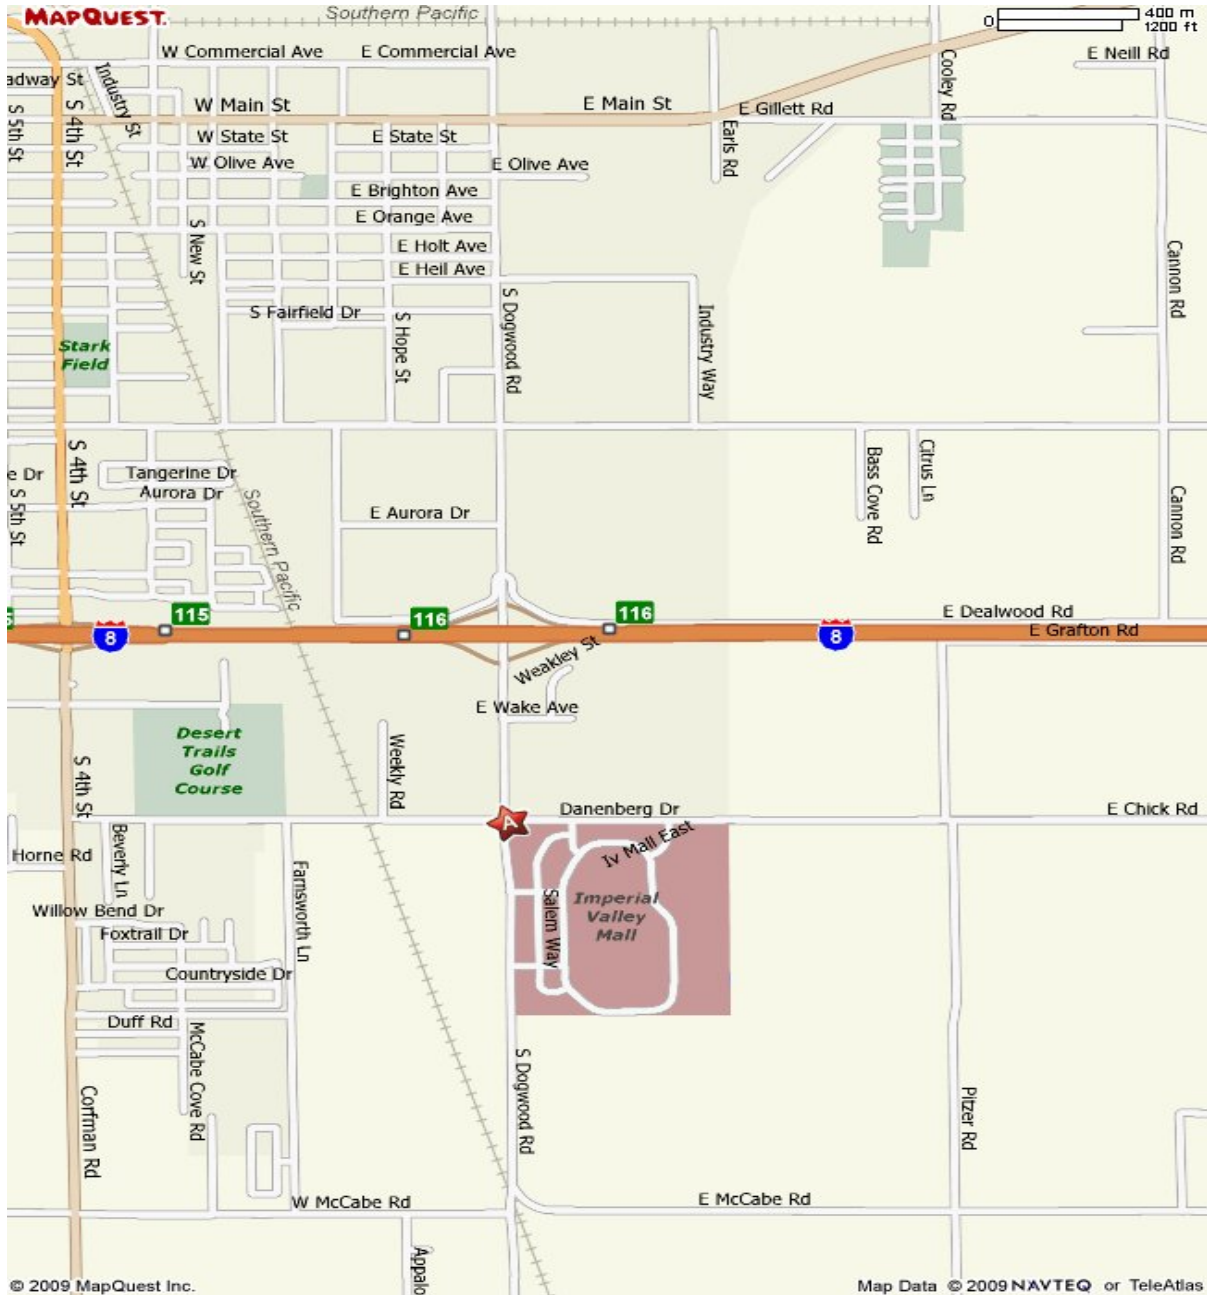 MAPQUEST.
Southern Pacific
0
400 m
1200 ft
W Commercial Ave
E Commercial Ave
Cooley Rd
E Neill Rd
adway St
Industry St
S 5th St
S 4th St
W Main St
E Main St
E Gillett Rd
W State St
E State St
Earls Rd
W Olive Ave
E Olive Ave
E Brighton Ave
E Orange Ave
S New St
E Holt Ave
E Heil Ave
Cannon Rd
S Fairfield Dr
S Hope St
S Dogwood Rd
Industry Way
Stark
Field
S 4th St
e Dr
S 5th St
Tangerine Dr
Aurora Dr
Southern Pacific
E Aurora Dr
Bass Cove Rd
Citrus Ln
Cannon Rd
115
116
116
E Dealwood Rd
8
8
E Grafton Rd
Weakley St
E Wake Ave
Desert
Trails
Golf
Course
S 4th St
Weekly Rd
A
Danenberg Dr
E Chick Rd
Horne Rd
Beverly Ln
Iv Mall East
Farnsworth Ln
Salem Way
Imperial
Valley
Mall
Willow Bend Dr
Foxtrail Dr
Countryside Dr
Duff Rd
McCabe Cove Rd
Corfman Rd
S Dogwood Rd
Pitzer Rd
W McCabe Rd
E McCabe Rd
Appalo
© 2009 MapQuest Inc.
Map Data © 2009 NAVTEQ or TeleAtlas